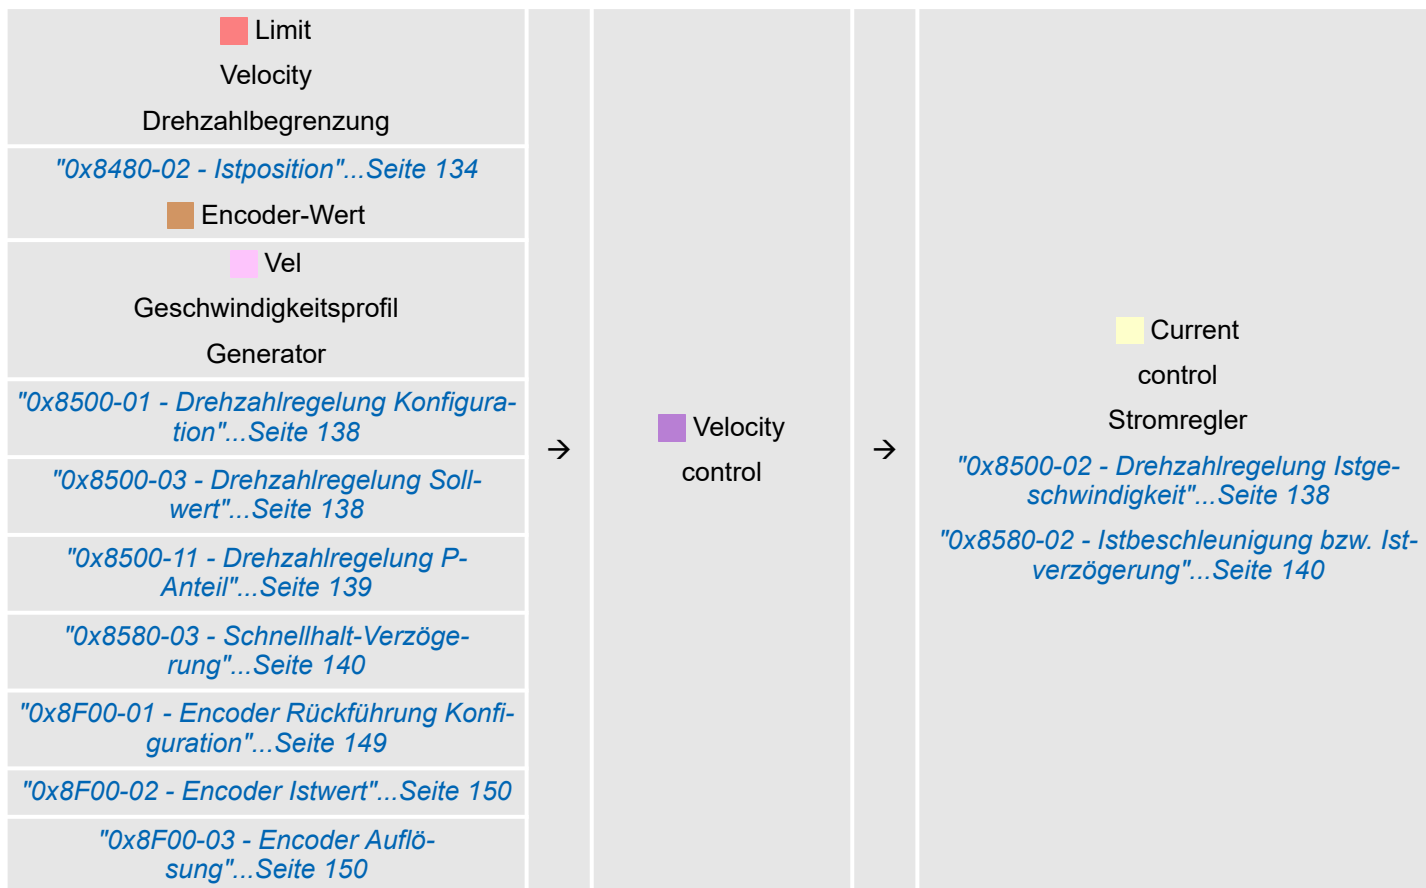 Limit
Velocity
Drehzahlbegrenzung
"0x8480-02 - Istposition"...Seite 134
Encoder-Wert
Vel
Geschwindigkeitsprofil
Generator
"0x8500-01 - Drehzahlregelung Konfigura-
tion"...Seite 138
"0x8500-03 - Drehzahlregelung Soll-
wert"...Seite 138
"0x8500-11 - Drehzahlregelung P-
Anteil"...Seite 139
"0x8580-03 - Schnellhalt-Verzöge-
rung"...Seite 140
"0x8F00-01 - Encoder Rückführung Konfi-
guration"...Seite 149
"0x8F00-02 - Encoder Istwert"...Seite 150
"0x8F00-03 - Encoder Auflö-
sung"...Seite 150
→
Velocity
control
→
Current
control
Stromregler
"0x8500-02 - Drehzahlregelung Istge-
schwindigkeit"...Seite 138
"0x8580-02 - Istbeschleunigung bzw. Ist-
verzögerung"...Seite 140